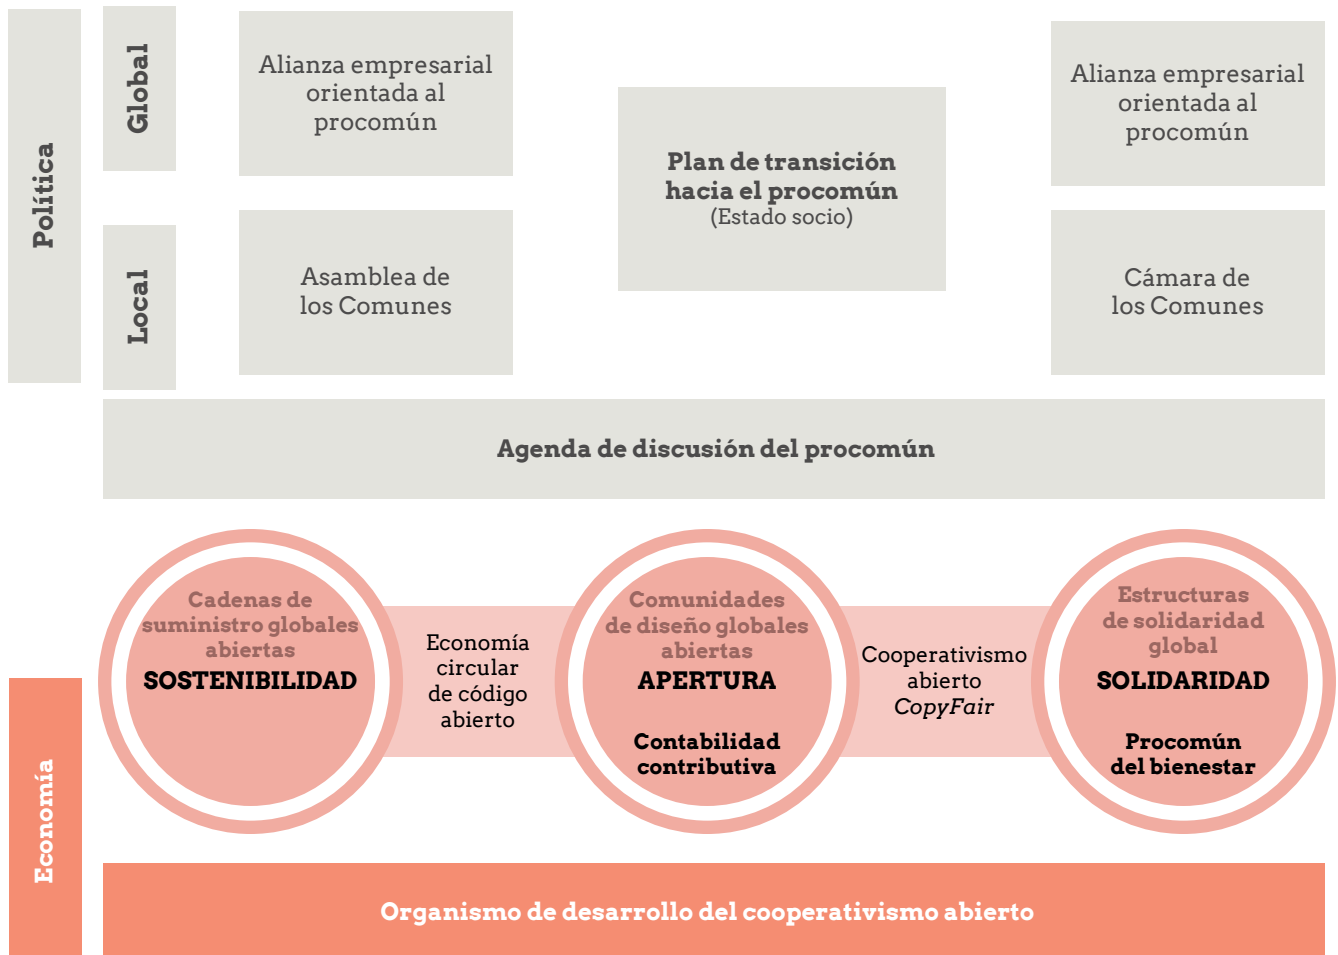 Política
Global
Alianza empresarial
orientada al
procomún
Plan de transición
hacia el procomún
(Estado socio)
Alianza empresarial
orientada al
procomún
Local
Asamblea de
los Comunes
Cámara de
los Comunes
Agenda de discusión del procomún
Economía
Cadenas de
suministro globales
abiertas
SOSTENIBILIDAD
Economía
circular
de código
abierto
Comunidades
de diseño globales
abiertas
APERTURA
Contabilidad
contributiva
Cooperativismo
abierto
CopyFair
Estructuras
de solidaridad
global
SOLIDARIDAD
Procomún
del bienestar
Organismo de desarrollo del cooperativismo abierto